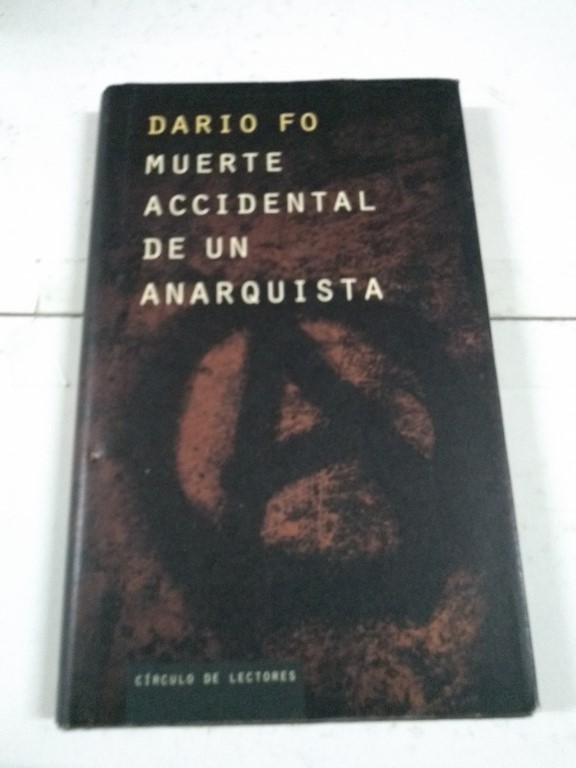 DARIO FO
MUERTE
ACCIDENTAL
DE UN
ANARQUISTA
CÍRCULO DE LECTORES